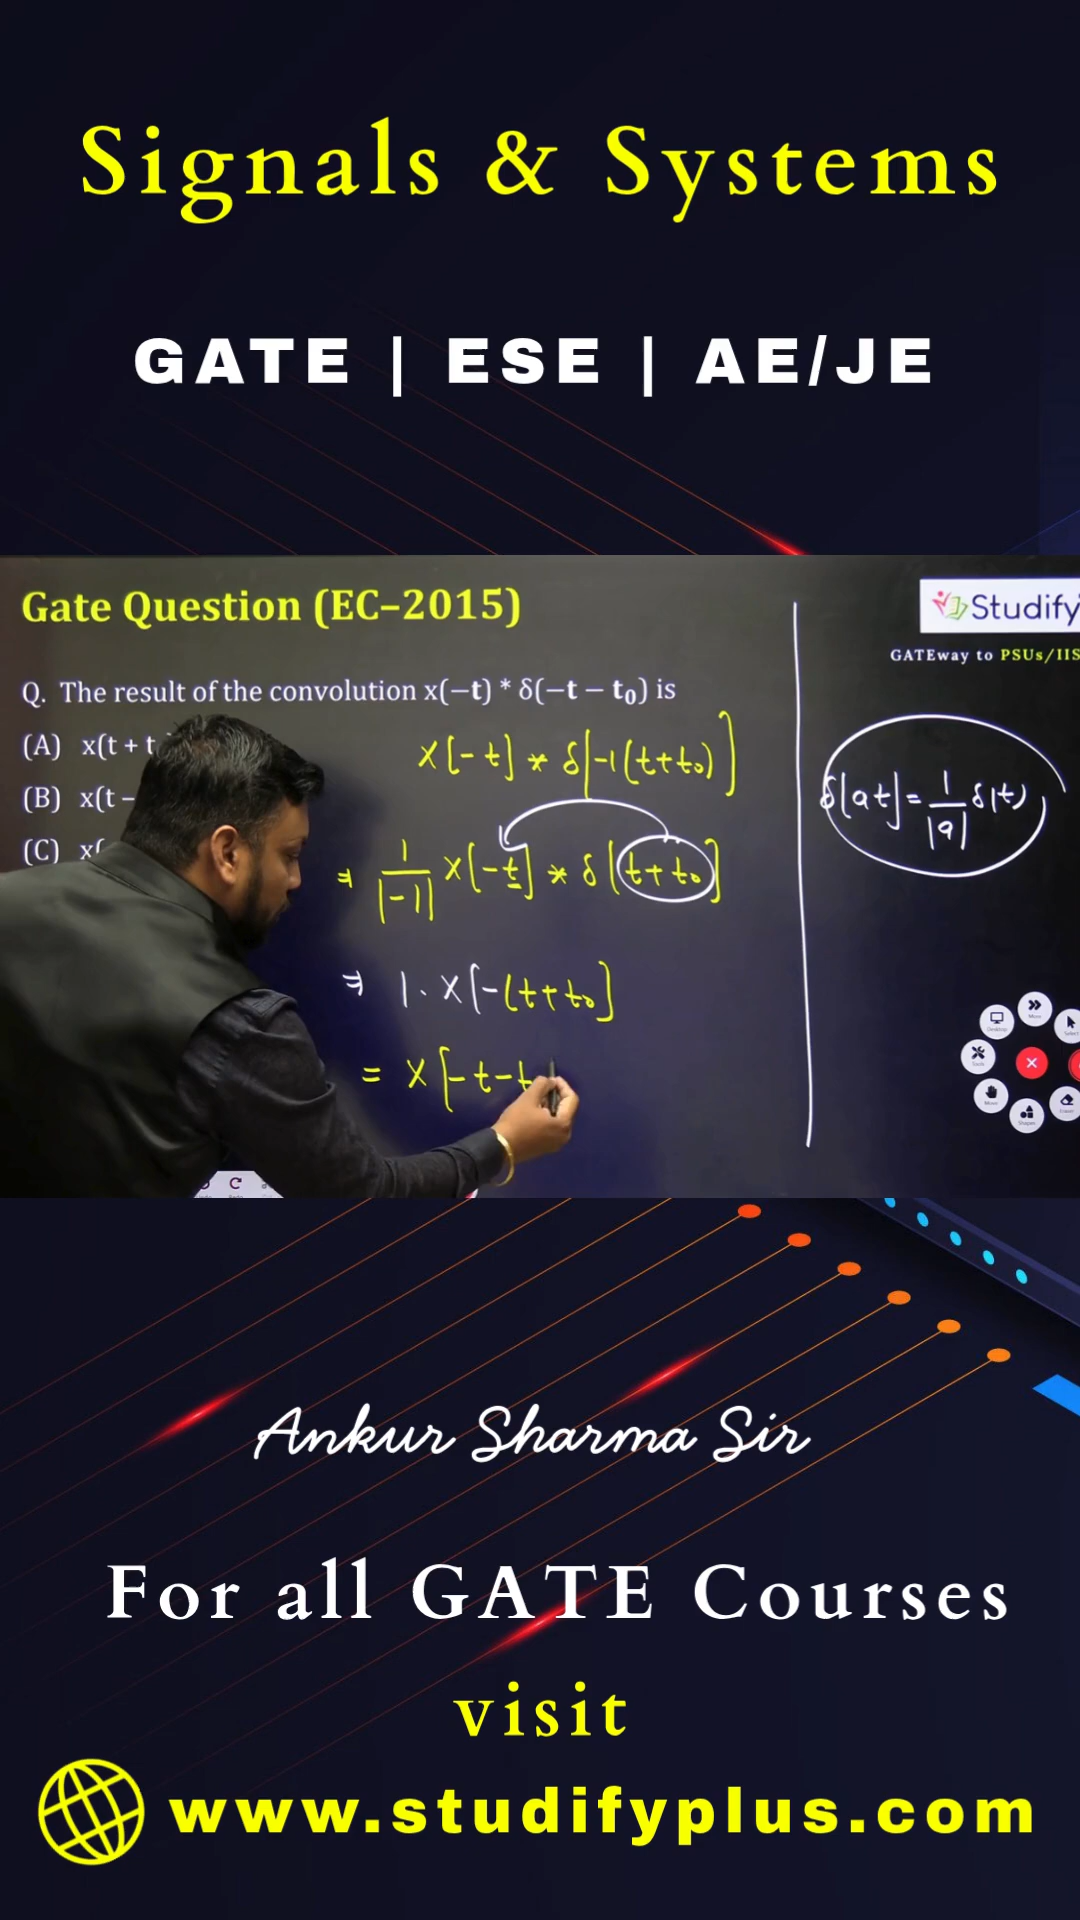 Signals & Systems
GATE | ESE | AE/JE
Gate Question (EC–2015)
Studify
GATEway to PSUs/IIS
Q. The result of the convolution x(−t) * δ(−t − t₀) is
(A) x(t + t
(B) x(t −
(C) x(
x[-t] * δ[-1(t+t₀)]
δ[at] = 1/|a| δ(t)
⇒ 1/|-1| x[-t] * δ[t+t₀]
⇒ 1. x[-(t+t₀]
= x[-t-t
Ankur Sharma Sir
For all GATE Courses
visit
www.studifyplus.com